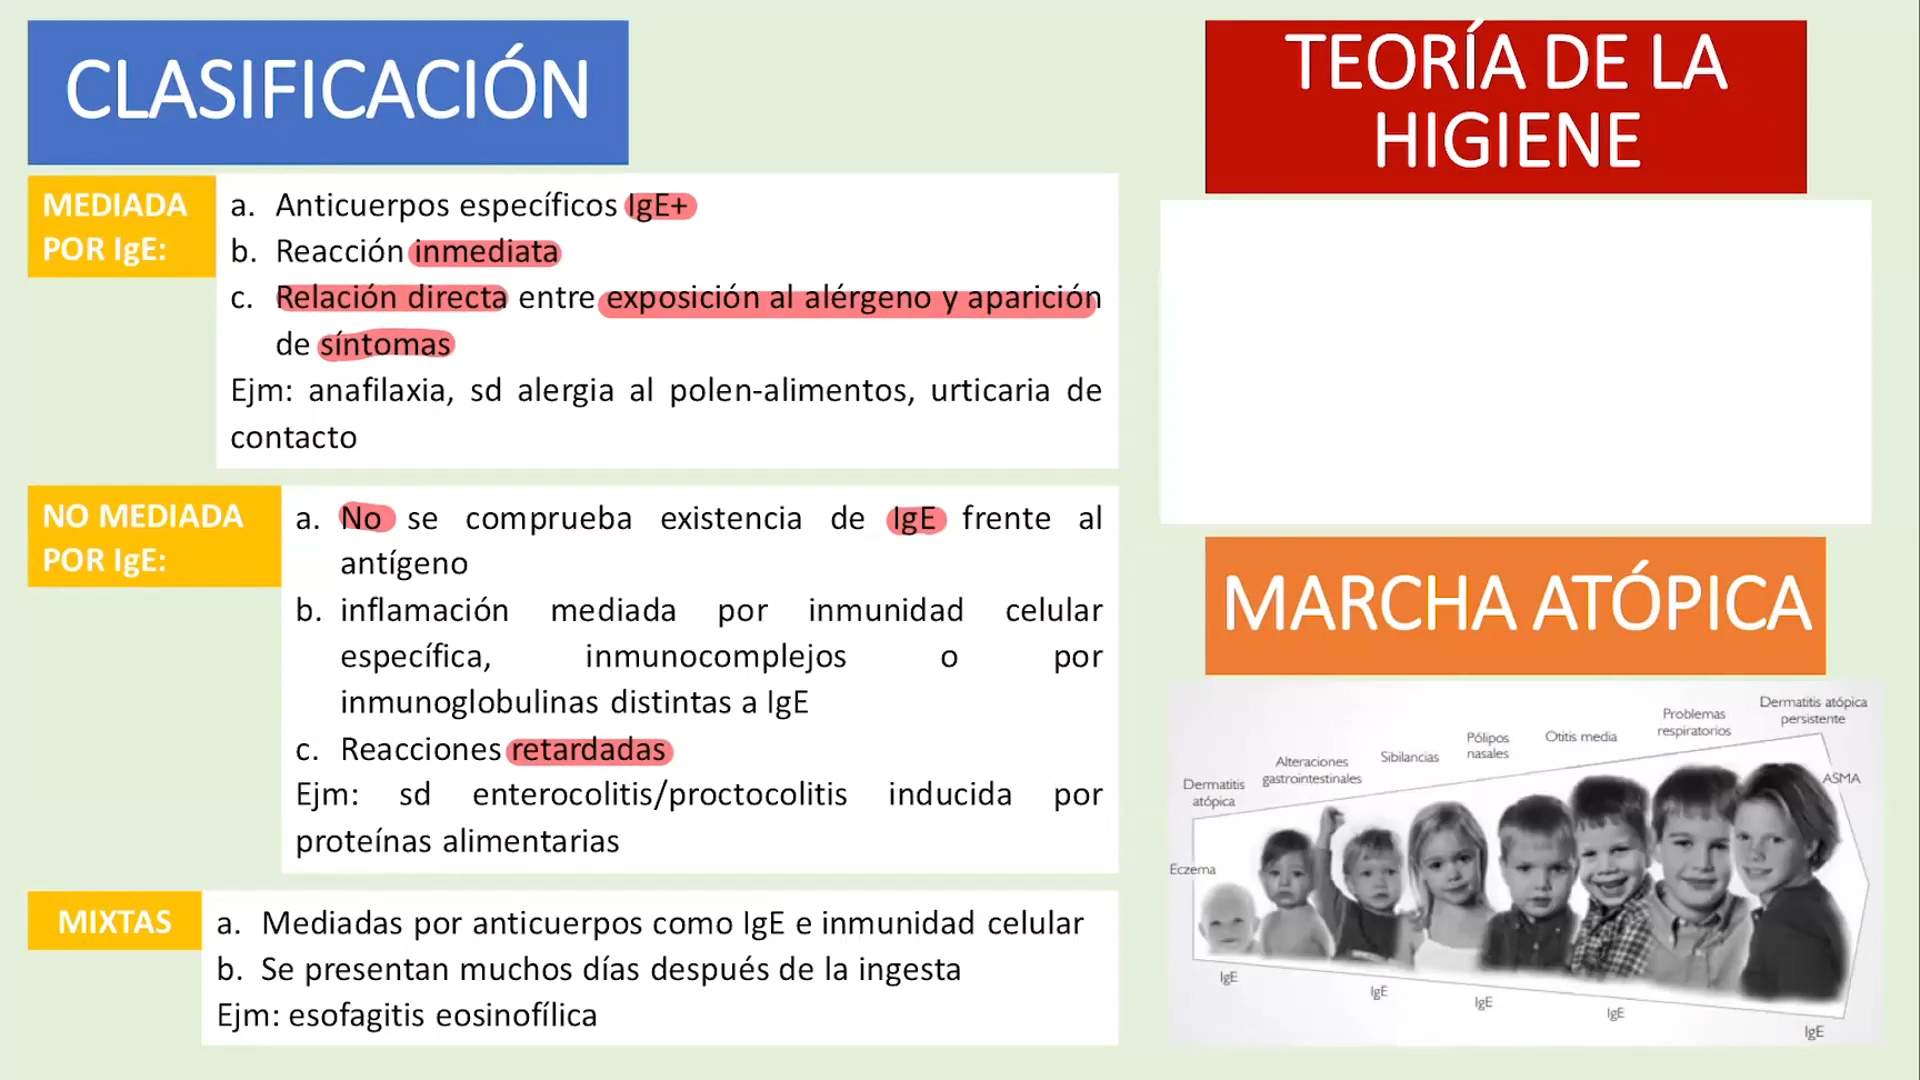 CLASIFICACIÓN
MEDIADA
POR IgE:
a. Anticuerpos específicos IgE+
b. Reacción inmediata
c. Relación directa entre exposición al alérgeno y aparición
de síntomas
Ejm: anafilaxia, sd alergia al polen-alimentos, urticaria de
contacto
NO MEDIADA
POR IgE:
a. No se comprueba existencia de IgE frente al
antígeno
b. inflamación mediada por inmunidad celular
específica, inmunocomplejos o por
inmunoglobulinas distintas a IgE
c. Reacciones retardadas
Ejm: sd enterocolitis/proctocolitis inducida por
proteínas alimentarias
MIXTAS
a. Mediadas por anticuerpos como IgE e inmunidad celular
b. Se presentan muchos días después de la ingesta
Ejm: esofagitis eosinofílica
TEORÍA DE LA
HIGIENE
MARCHA ATÓPICA
Eczema
Dermatitis
atópica
Alteraciones
gastrointestinales
Sibilancias
Pólipos
nasales
Otitis media
Problemas
respiratorios
Dermatitis atópica
persistente
ASMA
IgE
IgE
IgE
IgE
IgE